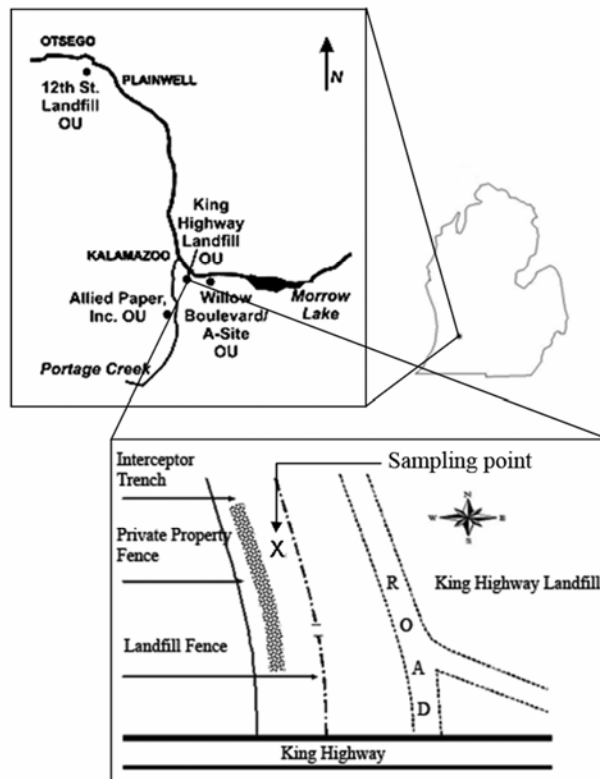 OTSEGO
PLAINWELL
12th St.
Landfill
OU
N
King
Highway
Landfill
OU
KALAMAZOO
Allied Paper,
Inc. OU
Willow
Boulevard/
A-Site
OU
Morrow
Lake
Portage Creek
Interceptor
Trench
Sampling point
Private Property
Fence
X
N
W
E
S
King Highway Landfill
R
O
A
D
Landfill Fence
King Highway